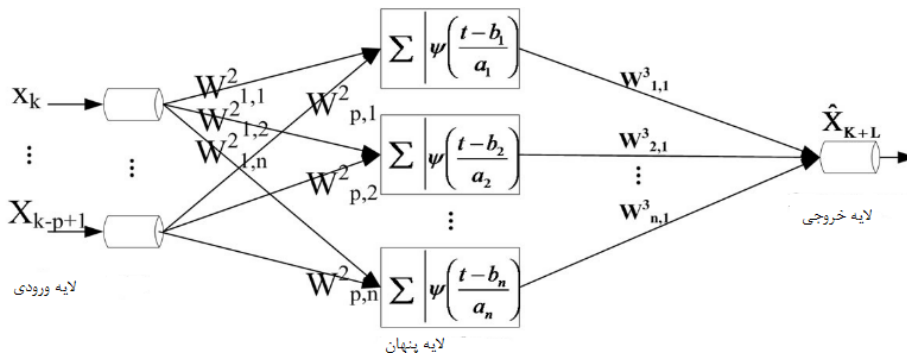 X_k
...
X_{k-p+1}
لایه ورودی
...
W^2_{1,1}
W^2_{1,2}
W^2_{1,n}
W^2_{p,1}
W^2_{p,2}
W^2_{p,n}
∑ | ψ((t-b_1)/a_1)
∑ | ψ((t-b_2)/a_2)
...
∑ | ψ((t-b_n)/a_n)
لایه پنهان
W^3_{1,1}
W^3_{2,1}
...
W^3_{n,1}
X̂_{K+L}
لایه خروجی